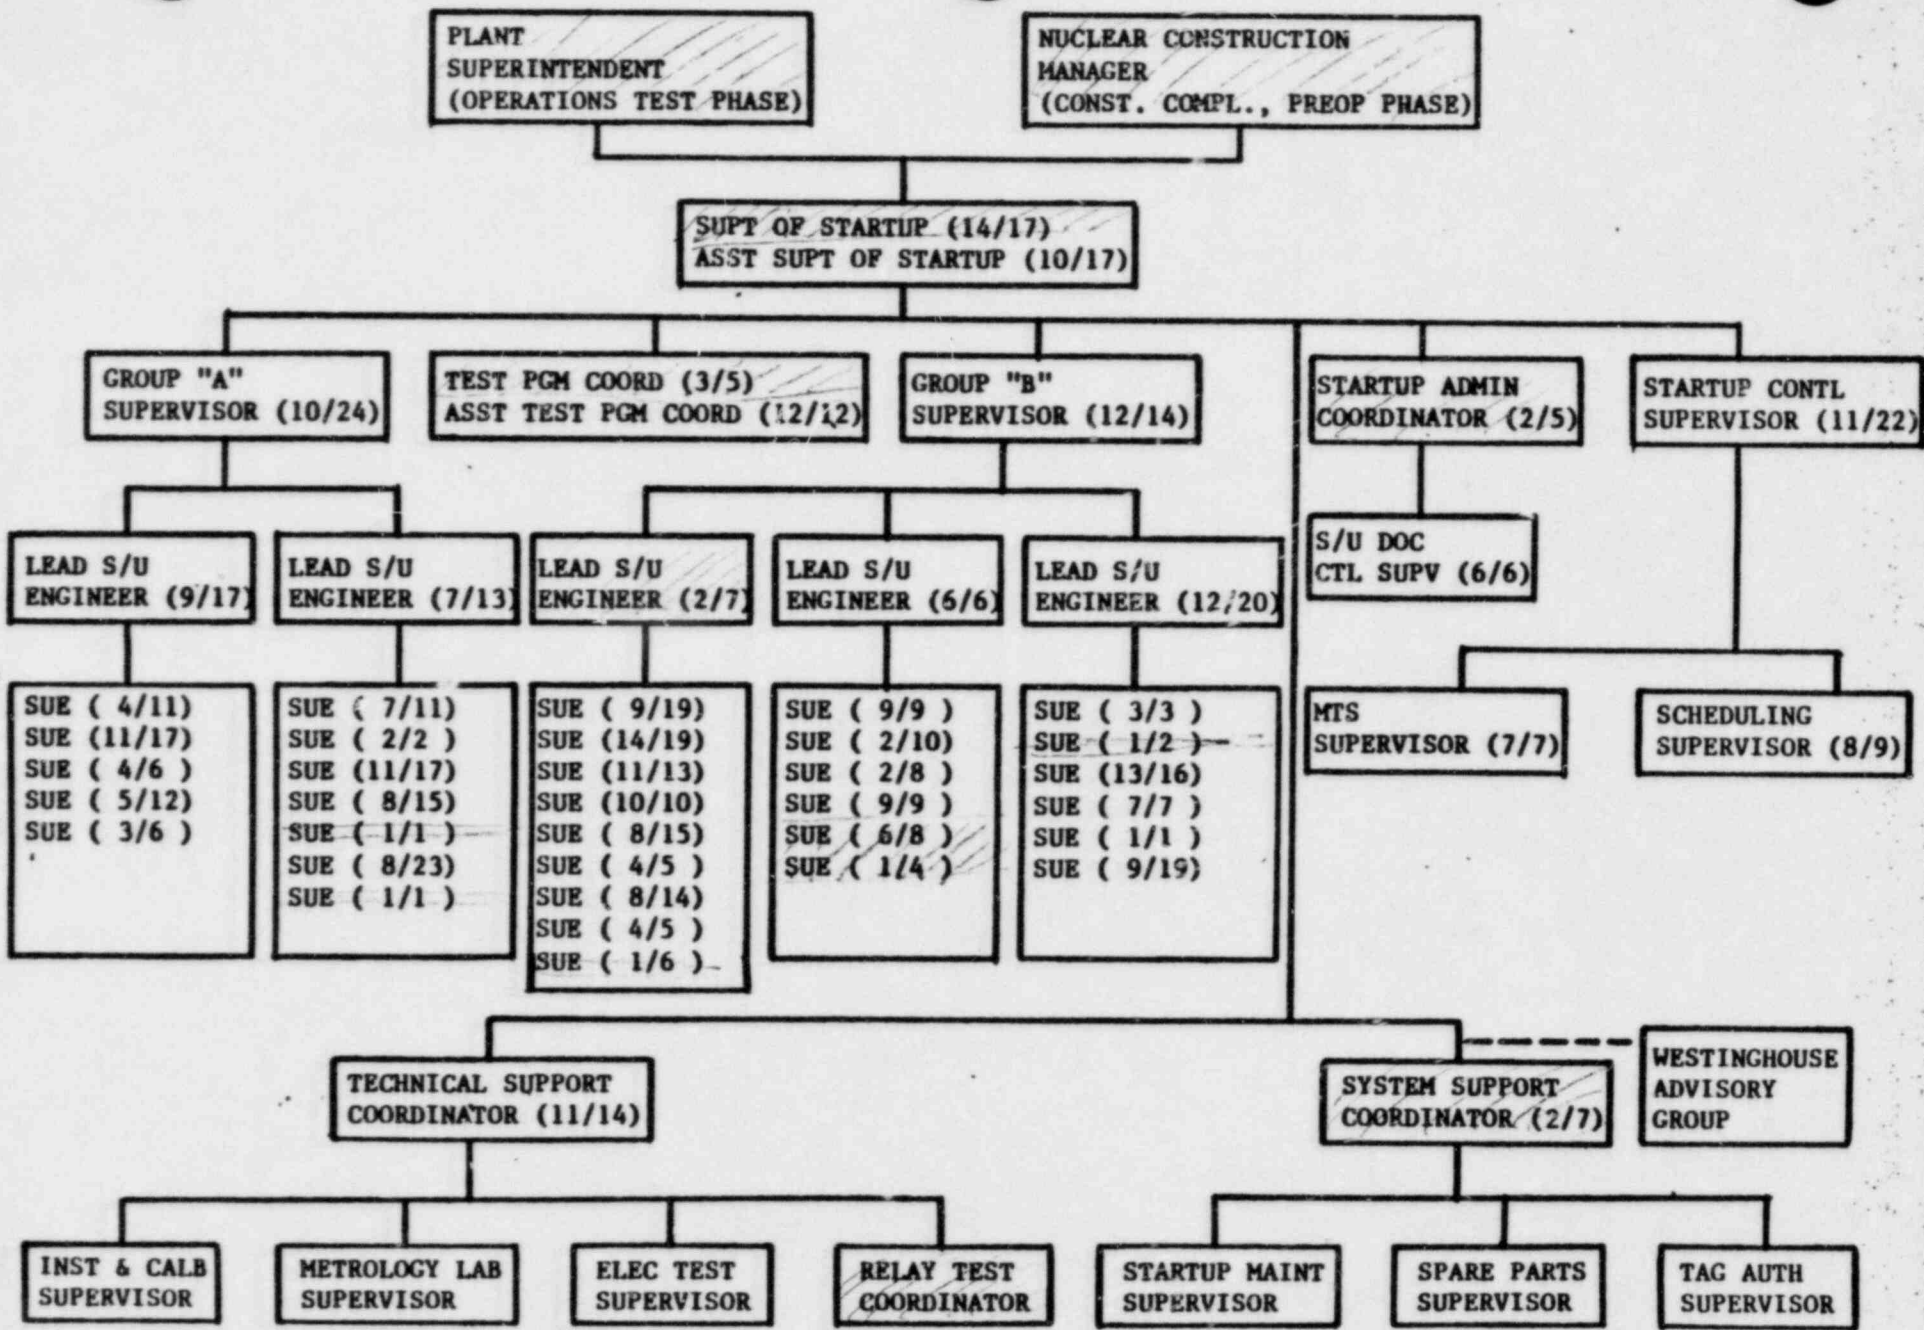 PLANT
SUPERINTENDENT
(OPERATIONS TEST PHASE)
NUCLEAR CONSTRUCTION
MANAGER
(CONST. COMPL., PREOP PHASE)
SUPT OF STARTUP (14/17)
ASST SUPT OF STARTUP (10/17)
GROUP "A"
SUPERVISOR (10/24)
TEST PGM COORD (3/5)
ASST TEST PGM COORD (12/12)
GROUP "B"
SUPERVISOR (12/14)
STARTUP ADMIN
COORDINATOR (2/5)
STARTUP CONTL
SUPERVISOR (11/22)
LEAD S/U
ENGINEER (9/17)
LEAD S/U
ENGINEER (7/13)
LEAD S/U
ENGINEER (2/7)
LEAD S/U
ENGINEER (6/6)
LEAD S/U
ENGINEER (12/20)
S/U DOC
CTL SUPV (6/6)
SUE ( 4/11)
SUE (11/17)
SUE ( 4/6 )
SUE ( 5/12)
SUE ( 3/6 )
SUE ( 7/11)
SUE ( 2/2 )
SUE (11/17)
SUE ( 8/15)
SUE ( 1/1 )
SUE ( 8/23)
SUE ( 1/1 )
SUE ( 9/19)
SUE (14/19)
SUE (11/13)
SUE (10/10)
SUE ( 8/15)
SUE ( 4/5 )
SUE ( 8/14)
SUE ( 4/5 )
SUE ( 1/6 )
SUE ( 9/9 )
SUE ( 2/10)
SUE ( 2/8 )
SUE ( 9/9 )
SUE ( 6/8 )
SUE ( 1/4 )
SUE ( 3/3 )
SUE ( 1/2 )
SUE (13/16)
SUE ( 7/7 )
SUE ( 1/1 )
SUE ( 9/19)
MTS
SUPERVISOR (7/7)
SCHEDULING
SUPERVISOR (8/9)
TECHNICAL SUPPORT
COORDINATOR (11/14)
SYSTEM SUPPORT
COORDINATOR (2/7)
WESTINGHOUSE
ADVISORY
GROUP
INST & CALB
SUPERVISOR
METROLOGY LAB
SUPERVISOR
ELEC TEST
SUPERVISOR
RELAY TEST
COORDINATOR
STARTUP MAINT
SUPERVISOR
SPARE PARTS
SUPERVISOR
TAG AUTH
SUPERVISOR